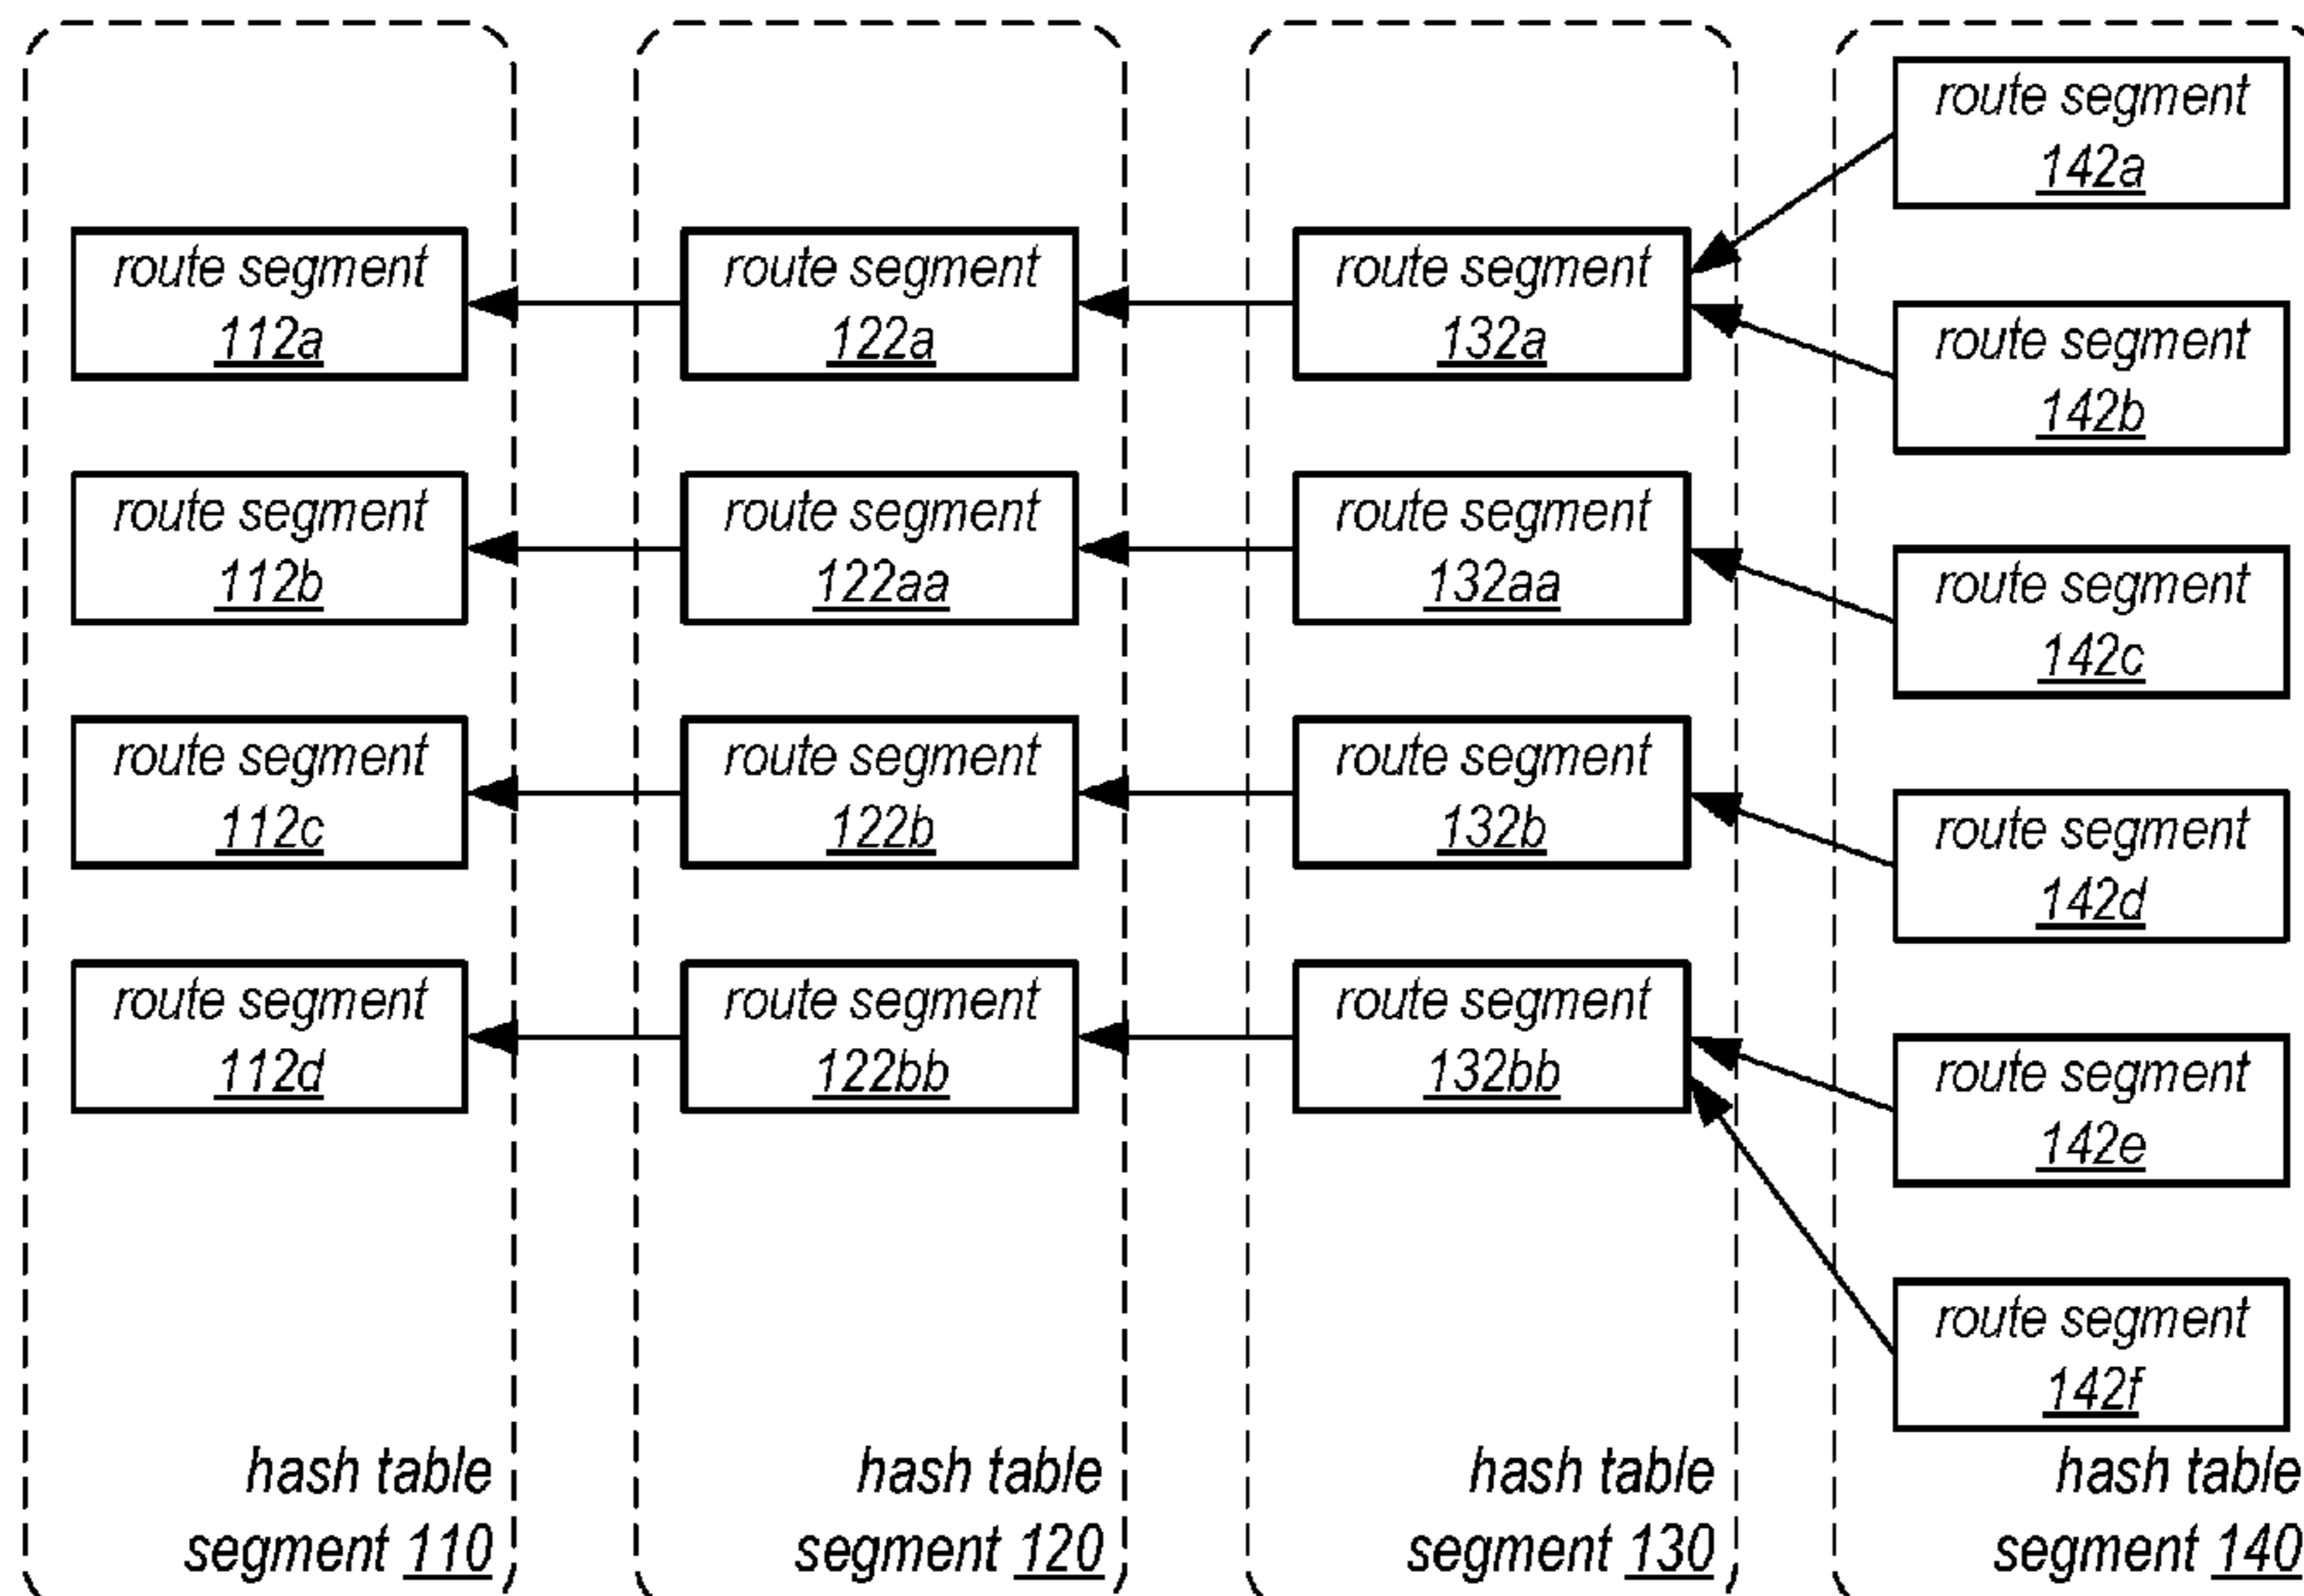 route segment
112a
route segment
112b
route segment
112c
route segment
112d
hash table
segment 110
route segment
122a
route segment
122aa
route segment
122b
route segment
122bb
hash table
segment 120
route segment
132a
route segment
132aa
route segment
132b
route segment
132bb
hash table
segment 130
route segment
142a
route segment
142b
route segment
142c
route segment
142d
route segment
142e
route segment
142f
hash table
segment 140